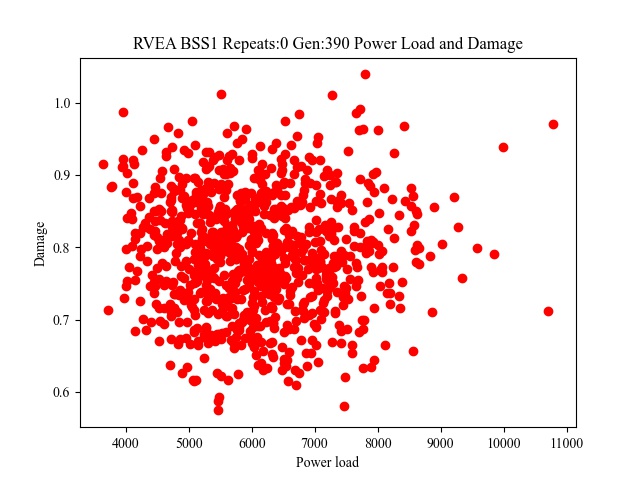 RVEA BSS1 Repeats:0 Gen:390 Power Load and Damage
1.0
0.9
0.8
0.7
0.6
Damage
4000 5000 6000 7000 8000 9000 10000 11000
Power load